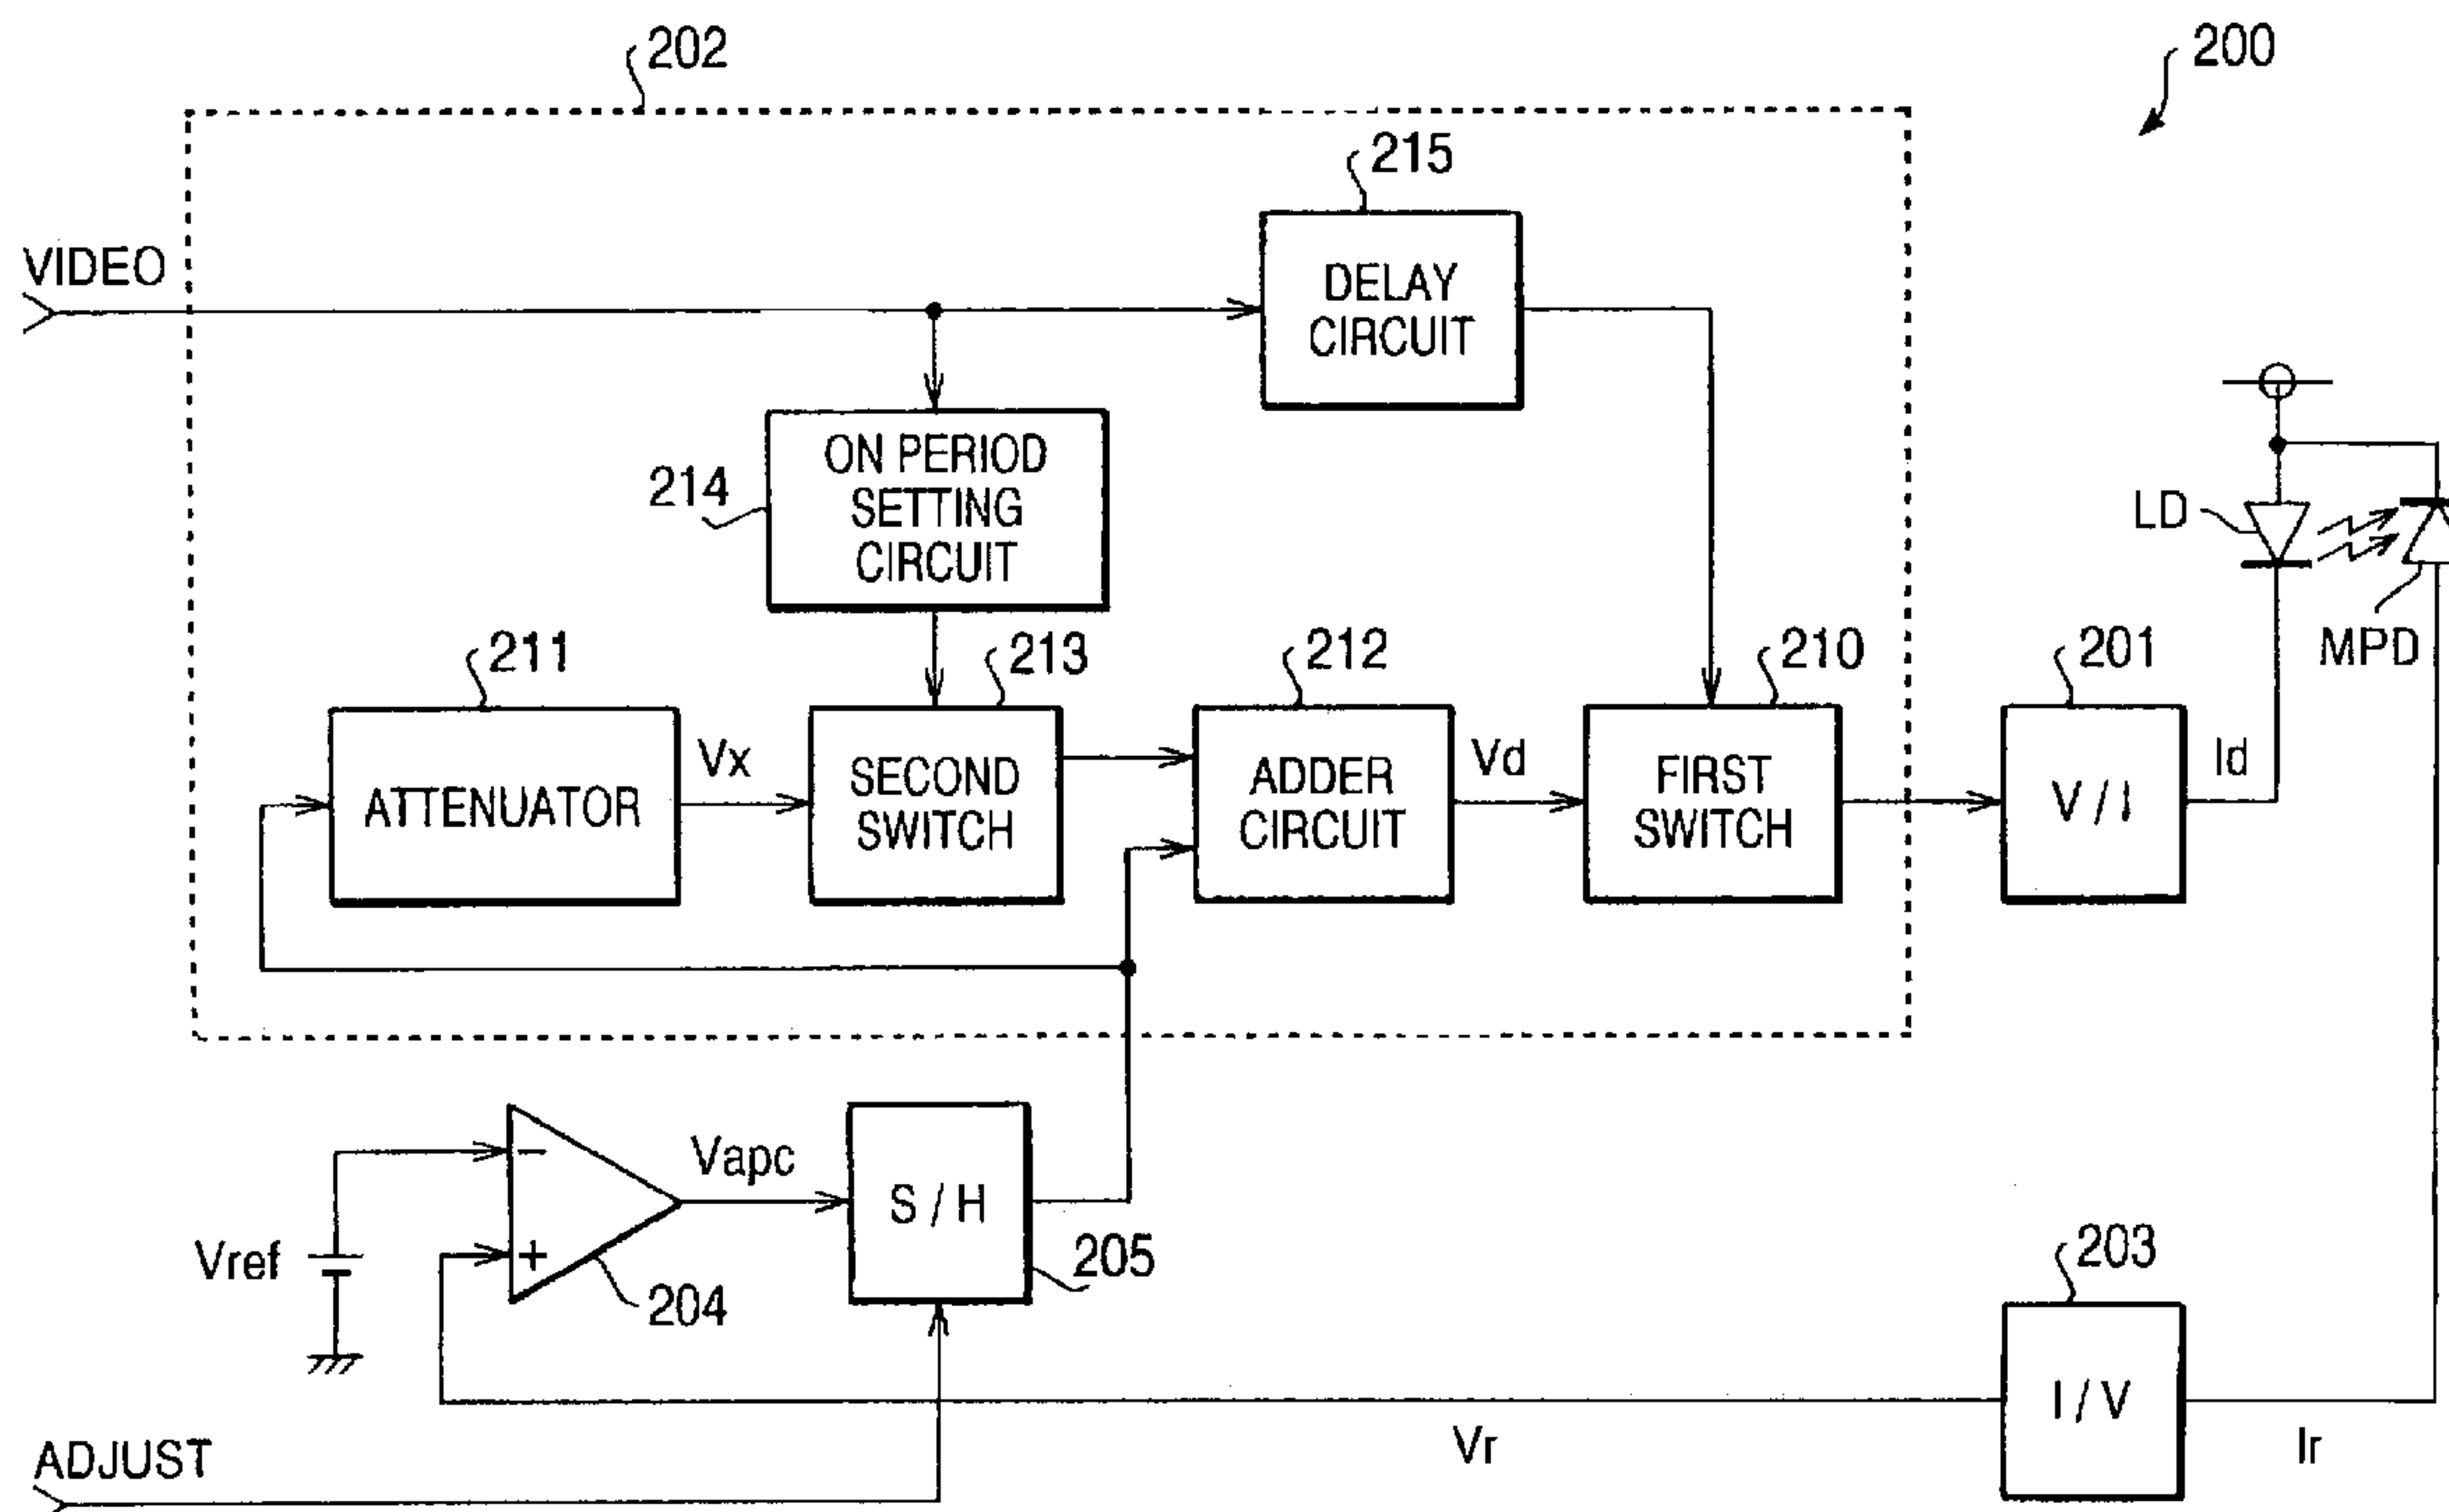 202
200
215
VIDEO
DELAY
CIRCUIT
ON PERIOD
SETTING
CIRCUIT
214
LD
MPD
211
213
212
210
201
ATTENUATOR
Vx
SECOND
SWITCH
ADDER
CIRCUIT
Vd
FIRST
SWITCH
V / I
Id
Vapc
S / H
205
Vref
−
+
204
203
I / V
Vr
Ir
ADJUST